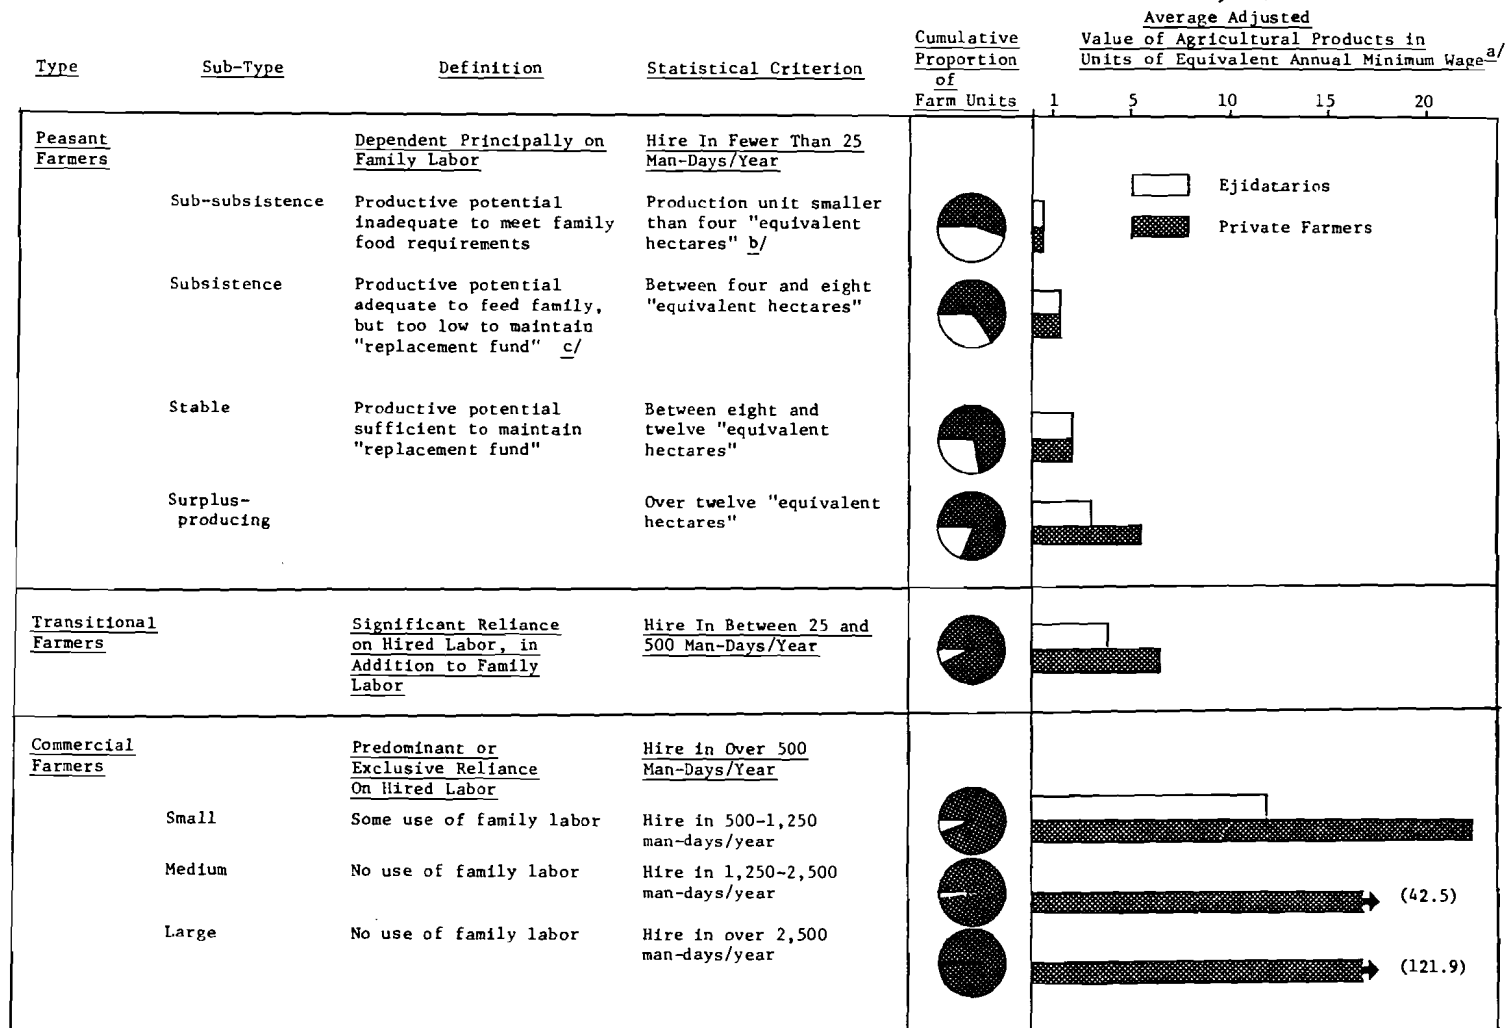 Average Adjusted
Cumulative Value of Agricultural Products in
Type Sub-Type Definition Statistical Criterion Proportion Units of Equivalent Annual Minimum Wage a/
of
Farm Units 1 5 10 15 20
Peasant Dependent Principally on Hire In Fewer Than 25
Farmers Family Labor Man-Days/Year
Ejidatarios
Sub-subsistence Productive potential Production unit smaller
inadequate to meet family than four "equivalent Private Farmers
food requirements hectares" b/
Subsistence Productive potential Between four and eight
adequate to feed family, "equivalent hectares"
but too low to maintain
"replacement fund" c/
Stable Productive potential Between eight and
sufficient to maintain twelve "equivalent
"replacement fund" hectares"
Surplus- Over twelve "equivalent
producing hectares"
Transitional Significant Reliance Hire In Between 25 and
Farmers on Hired Labor, in 500 Man-Days/Year
Addition to Family
Labor
Commercial Predominant or Hire in Over 500
Farmers Exclusive Reliance Man-Days/Year
On Hired Labor
Small Some use of family labor Hire in 500-1,250
man-days/year
Medium No use of family labor Hire in 1,250-2,500
man-days/year (42.5)
Large No use of family labor Hire in over 2,500
man-days/year (121.9)